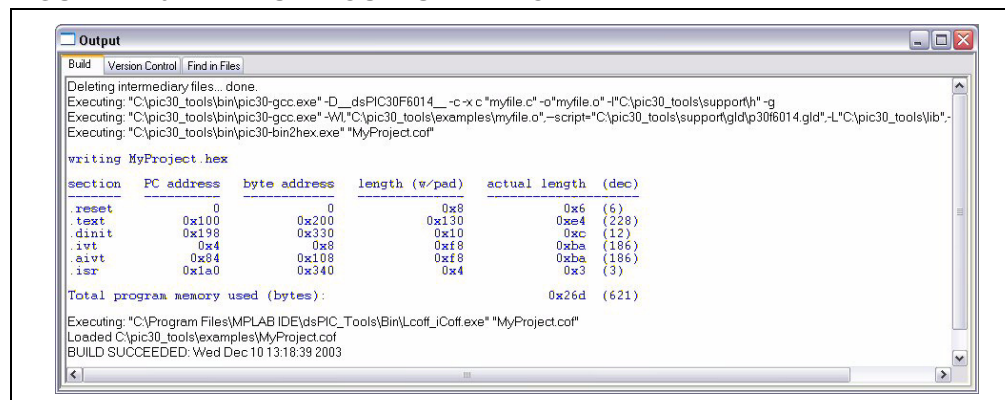 Output
Build Version Control Find in Files
Deleting intermediary files... done.
Executing: "C:\pic30_tools\bin\pic30-gcc.exe" -D__dsPIC30F6014__ -c -x c "myfile.c" -o"myfile.o" -I"C:\pic30_tools\support\h" -g
Executing: "C:\pic30_tools\bin\pic30-gcc.exe" -Wl,"C:\pic30_tools\examples\myfile.o",--script="C:\pic30_tools\support\gld\p30f6014.gld",-L"C:\pic30_tools\lib",-
Executing: "C:\pic30_tools\bin\pic30-bin2hex.exe" "MyProject.cof"
writing MyProject.hex
section PC address byte address length (w/pad) actual length (dec)
.reset 0 0 0x8 0x6 (6)
.text 0x100 0x200 0x130 0xe4 (228)
.dinit 0x198 0x330 0x10 0xc (12)
.ivt 0x4 0x8 0xf8 0xba (186)
.aivt 0x84 0x108 0xf8 0xba (186)
.isr 0x1a0 0x340 0x4 0x3 (3)
Total program memory used (bytes): 0x26d (621)
Executing: "C:\Program Files\MPLAB IDE\dsPIC_Tools\Bin\Lcoff_iCoff.exe" "MyProject.cof"
Loaded C:\pic30_tools\examples\MyProject.cof
BUILD SUCCEEDED: Wed Dec 10 13:18:39 2003